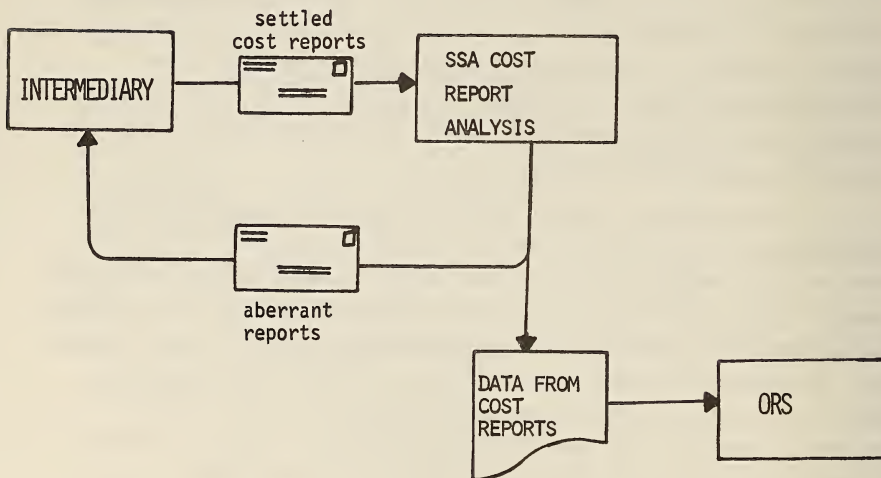 settled
cost reports
INTERMEDIARY
SSA COST
REPORT
ANALYSIS
aberrant
reports
DATA FROM
COST
REPORTS
ORS